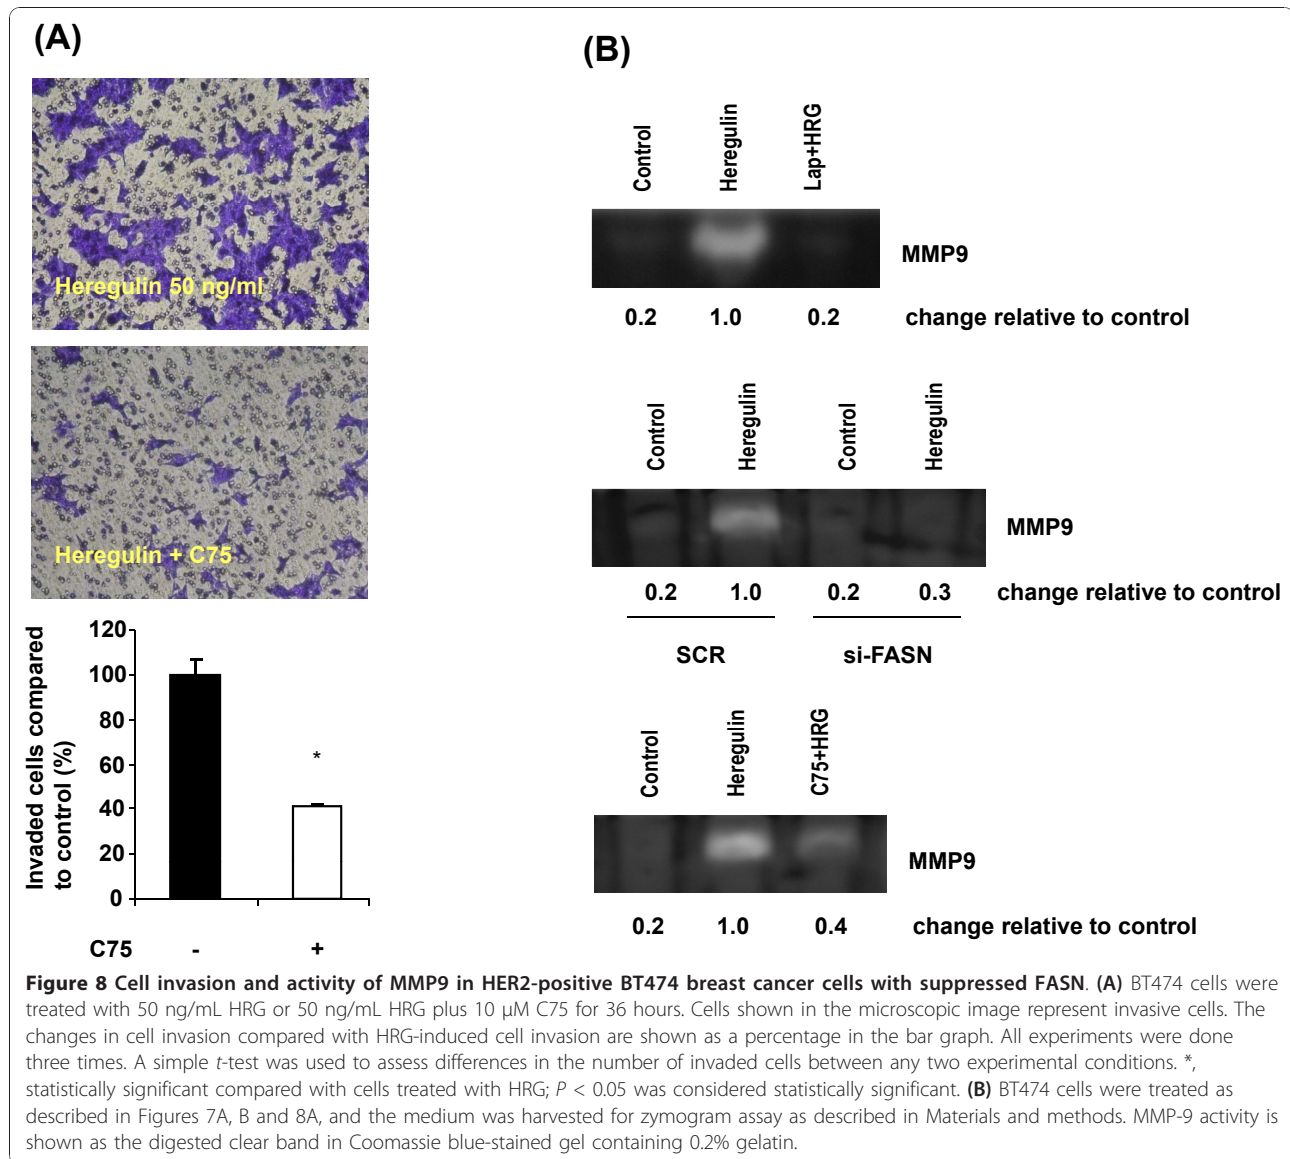 (A)
Heregulin 50 ng/ml
Heregulin + C75
Invaded cells compared
to control (%)
120
100
80
60
40
20
0
*
C75 - +
(B)
Control Heregulin Lap+HRG
MMP9
0.2 1.0 0.2 change relative to control
Control Heregulin Control Heregulin
MMP9
0.2 1.0 0.2 0.3 change relative to control
SCR si-FASN
Control Heregulin C75+HRG
MMP9
0.2 1.0 0.4 change relative to control
Figure 8 Cell invasion and activity of MMP9 in HER2-positive BT474 breast cancer cells with suppressed FASN. (A) BT474 cells were
treated with 50 ng/mL HRG or 50 ng/mL HRG plus 10 μM C75 for 36 hours. Cells shown in the microscopic image represent invasive cells. The
changes in cell invasion compared with HRG-induced cell invasion are shown as a percentage in the bar graph. All experiments were done
three times. A simple t-test was used to assess differences in the number of invaded cells between any two experimental conditions. *,
statistically significant compared with cells treated with HRG; P < 0.05 was considered statistically significant. (B) BT474 cells were treated as
described in Figures 7A, B and 8A, and the medium was harvested for zymogram assay as described in Materials and methods. MMP-9 activity is
shown as the digested clear band in Coomassie blue-stained gel containing 0.2% gelatin.